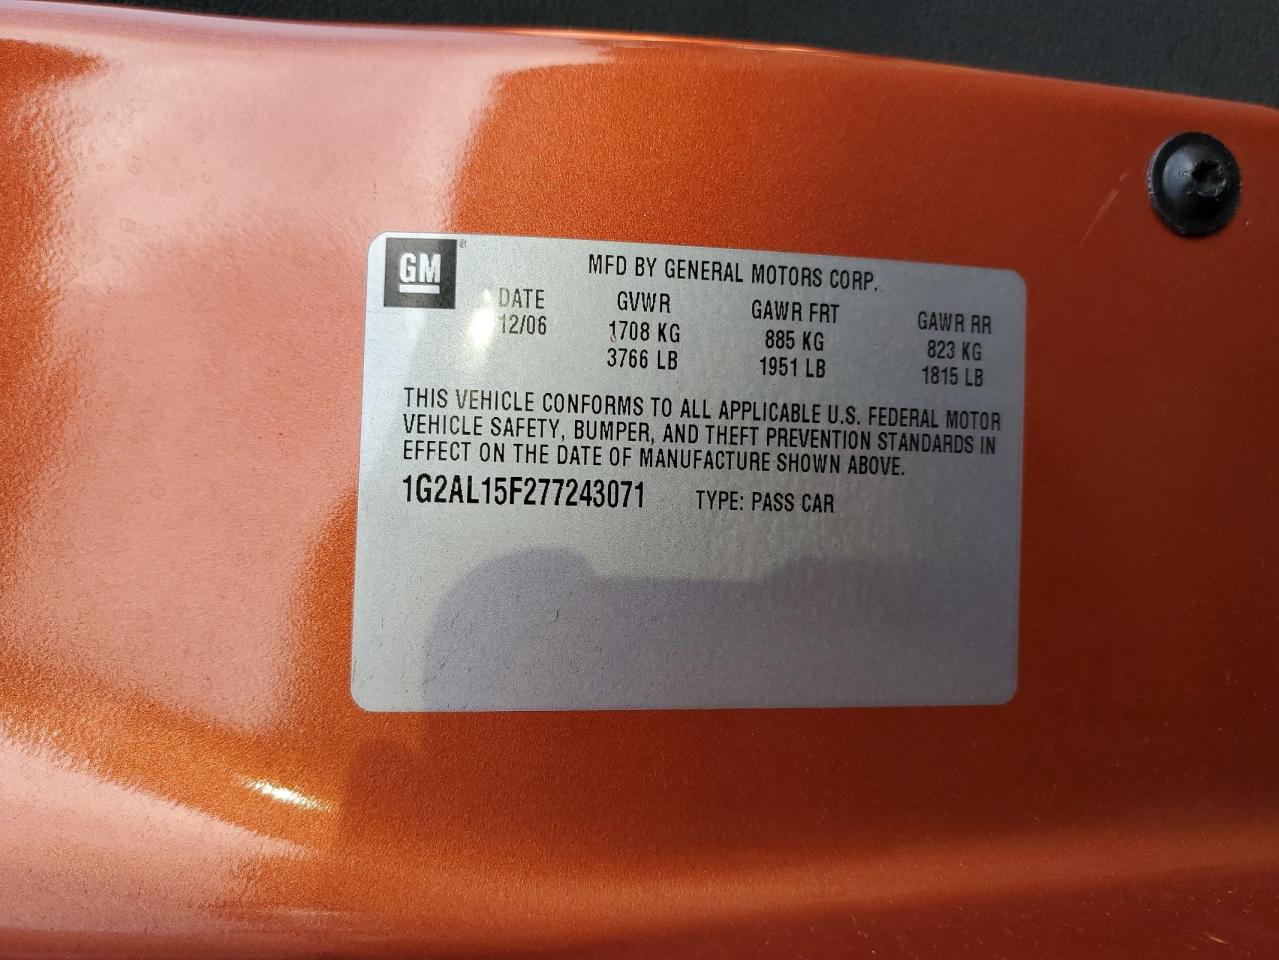 GM
MFD BY GENERAL MOTORS CORP.
DATE GVWR GAWR FRT GAWR RR
12/06 1708 KG 885 KG 823 KG
3766 LB 1951 LB 1815 LB
THIS VEHICLE CONFORMS TO ALL APPLICABLE U.S. FEDERAL MOTOR
VEHICLE SAFETY, BUMPER, AND THEFT PREVENTION STANDARDS IN
EFFECT ON THE DATE OF MANUFACTURE SHOWN ABOVE.
1G2AL15F277243071 TYPE: PASS CAR